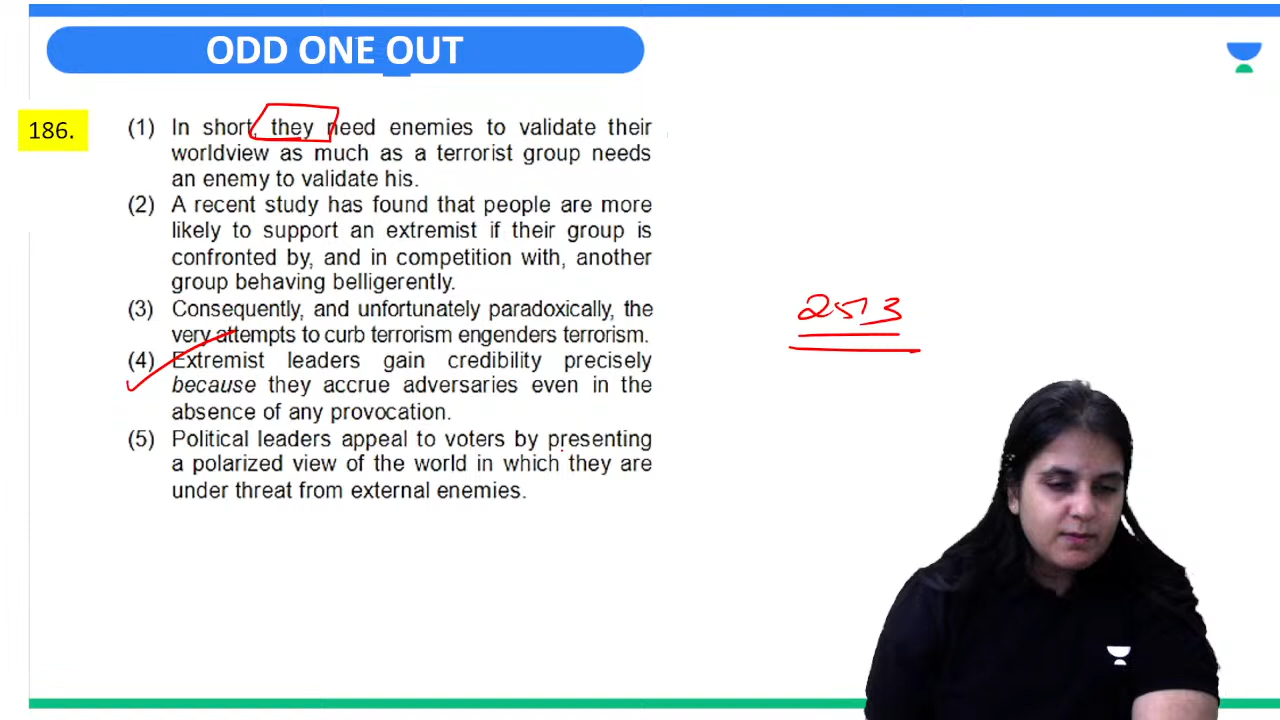 ODD ONE OUT
186.
(1) In short, they need enemies to validate their
worldview as much as a terrorist group needs
an enemy to validate his.
(2) A recent study has found that people are more
likely to support an extremist if their group is
confronted by, and in competition with, another
group behaving belligerently.
(3) Consequently, and unfortunately paradoxically, the
very attempts to curb terrorism engenders terrorism.
(4) Extremist leaders gain credibility precisely
because they accrue adversaries even in the
absence of any provocation.
(5) Political leaders appeal to voters by presenting
a polarized view of the world in which they are
under threat from external enemies.
2513